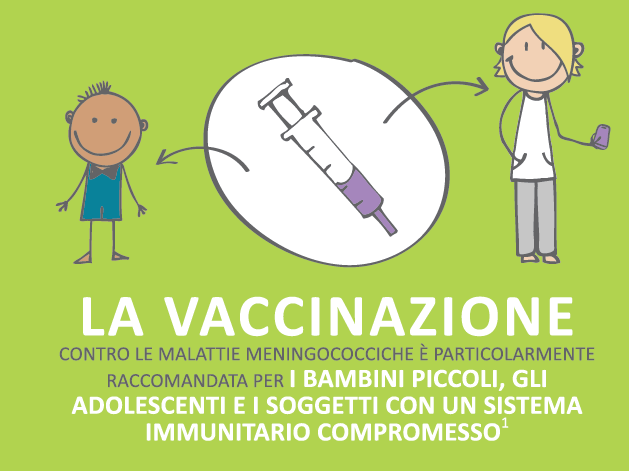 LA VACCINAZIONE
CONTRO LE MALATTIE MENINGOCOCCICHE È PARTICOLARMENTE
RACCOMANDATA PER I BAMBINI PICCOLI, GLI
ADOLESCENTI E I SOGGETTI CON UN SISTEMA
IMMUNITARIO COMPROMESSO¹